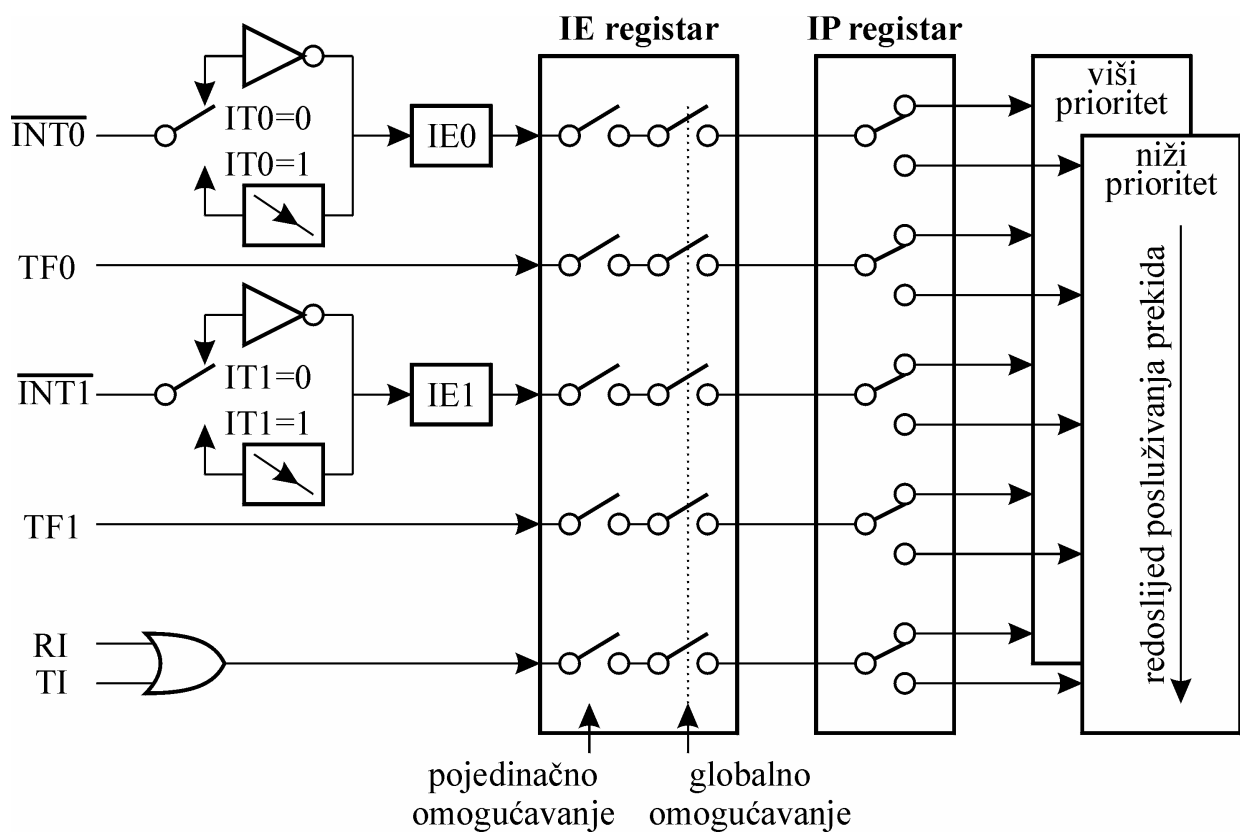 IE registar
IP registar
viši
prioritet
niži
prioritet
INT0
IT0=0
IT0=1
IE0
TF0
INT1
IT1=0
IT1=1
IE1
TF1
RI
TI
redoslijed posluživanja prekida
pojedinačno
omogućavanje
globalno
omogućavanje